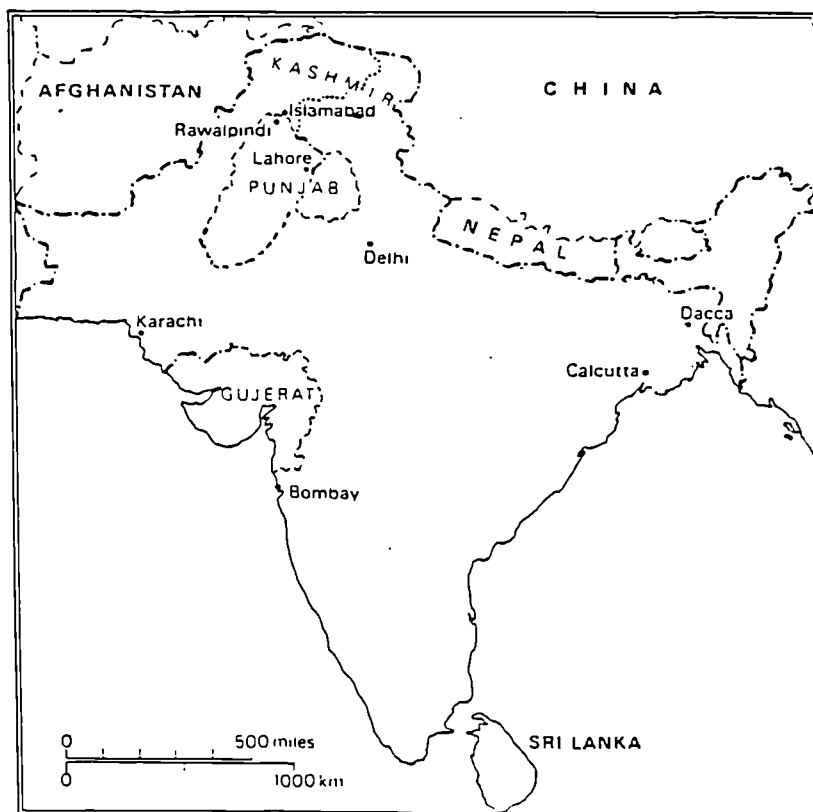 KASHMIR
AFGHANISTAN
CHINA
Islamabad
Rawalpindi
Lahore
PUNJAB
NEPAL
Delhi
Dacca
Karachi
Calcutta
GUJERAT
Bombay
0 500 miles
0 1000 km
SRI LANKA